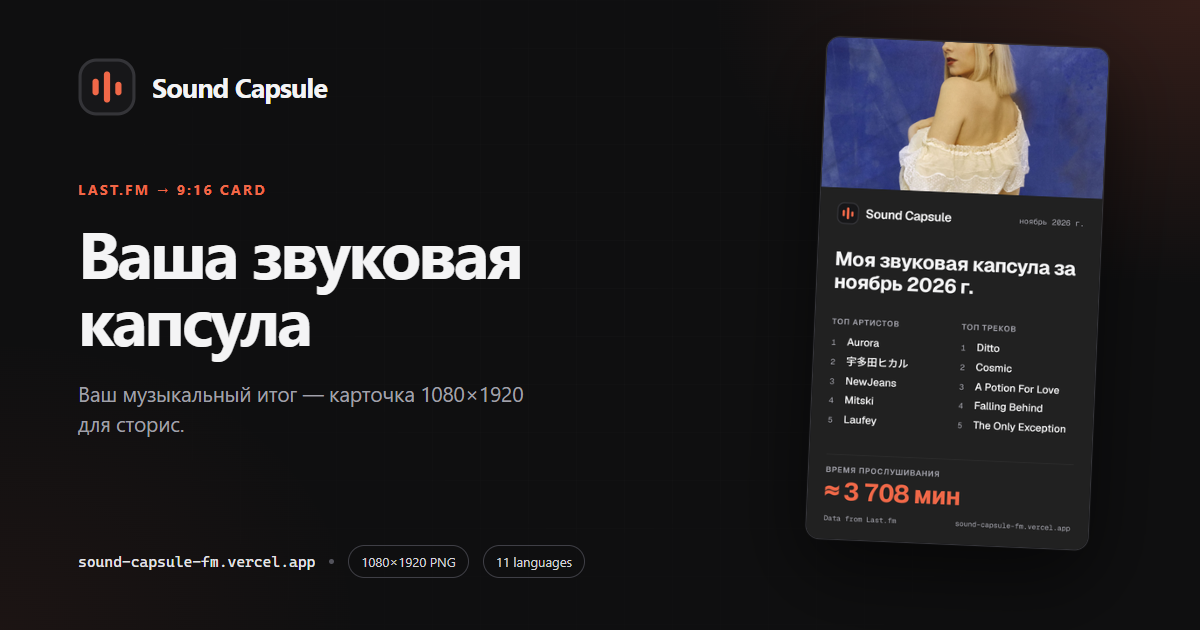 Sound Capsule
LAST.FM → 9:16 CARD
Ваша звуковая
капсула
Ваш музыкальный итог — карточка 1080×1920
для сторис.
sound-capsule-fm.vercel.app • 1080×1920 PNG 11 languages
Sound Capsule ноябрь 2026 г.
Моя звуковая капсула за
ноябрь 2026 г.
ТОП АРТИСТОВ
1 Aurora
2 宇多田ヒカル
3 NewJeans
4 Mitski
5 Laufey
ТОП ТРЕКОВ
1 Ditto
2 Cosmic
3 A Potion For Love
4 Falling Behind
5 The Only Exception
ВРЕМЯ ПРОСЛУШИВАНИЯ
≈ 3 708 мин
Data from Last.fm sound-capsule-fm.vercel.app